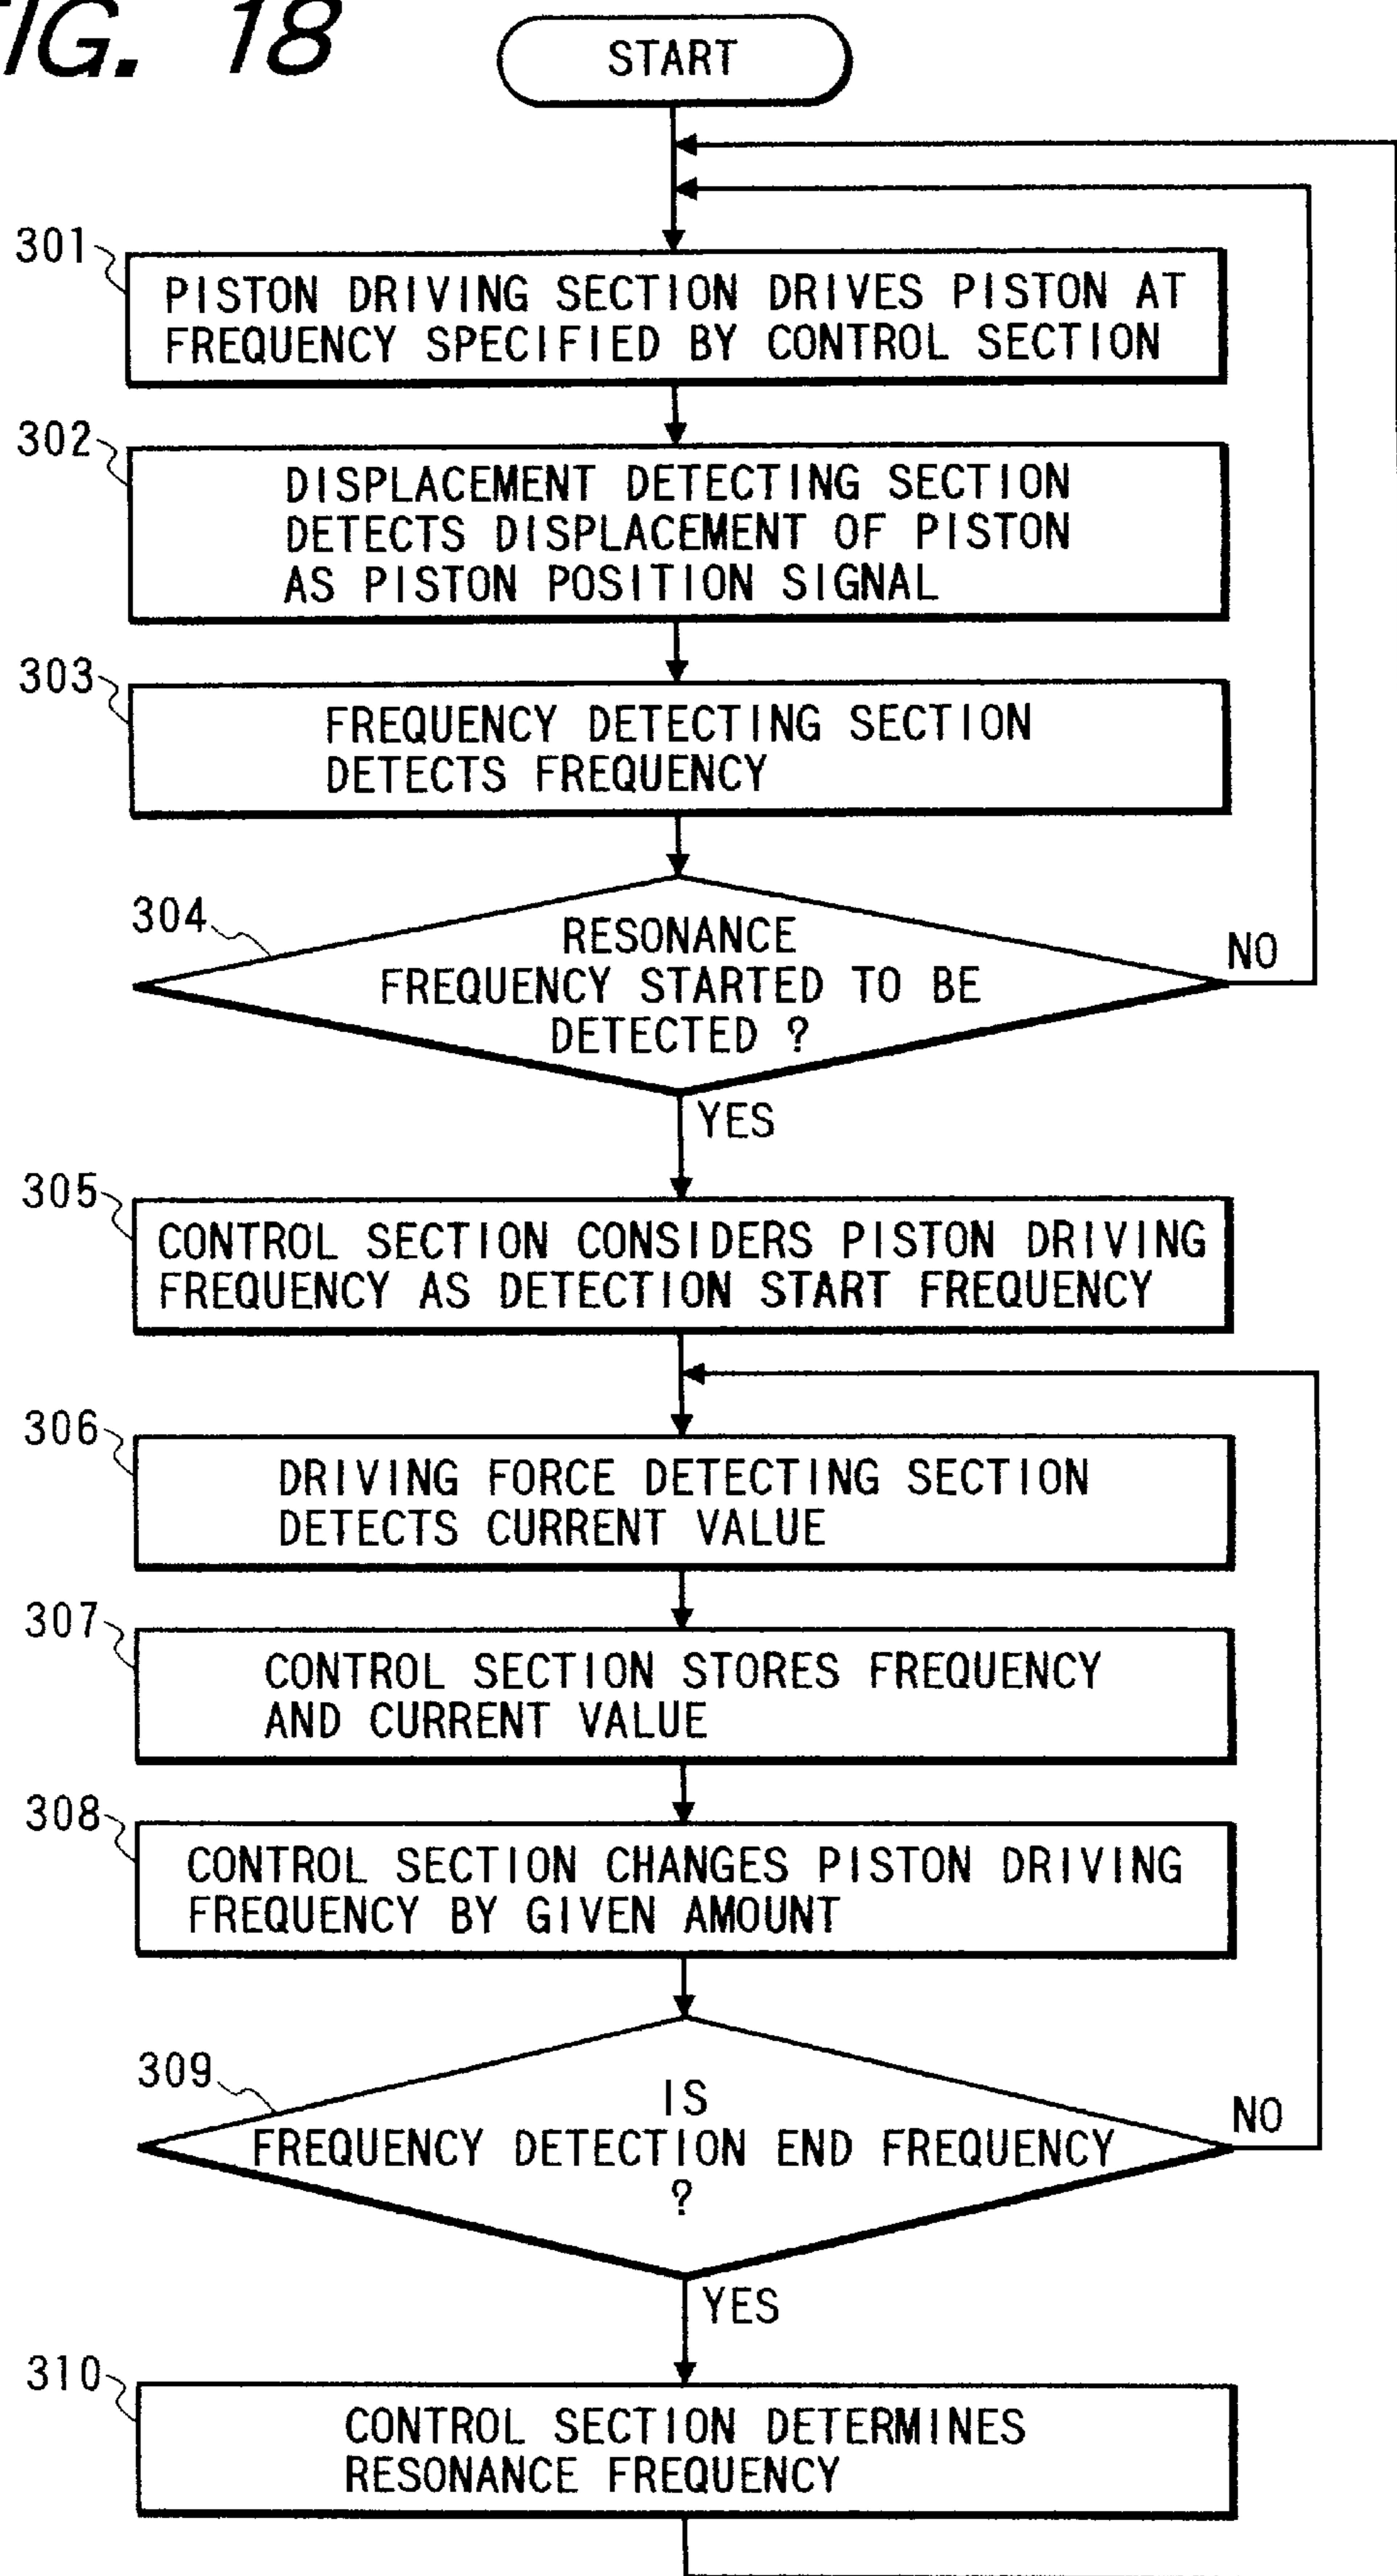 FIG. 18
START
301
PISTON DRIVING SECTION DRIVES PISTON AT
FREQUENCY SPECIFIED BY CONTROL SECTION
302
DISPLACEMENT DETECTING SECTION
DETECTS DISPLACEMENT OF PISTON
AS PISTON POSITION SIGNAL
303
FREQUENCY DETECTING SECTION
DETECTS FREQUENCY
304
RESONANCE
FREQUENCY STARTED TO BE
DETECTED ?
NO
YES
305
CONTROL SECTION CONSIDERS PISTON DRIVING
FREQUENCY AS DETECTION START FREQUENCY
306
DRIVING FORCE DETECTING SECTION
DETECTS CURRENT VALUE
307
CONTROL SECTION STORES FREQUENCY
AND CURRENT VALUE
308
CONTROL SECTION CHANGES PISTON DRIVING
FREQUENCY BY GIVEN AMOUNT
309
IS
FREQUENCY DETECTION END FREQUENCY
?
NO
YES
310
CONTROL SECTION DETERMINES
RESONANCE FREQUENCY